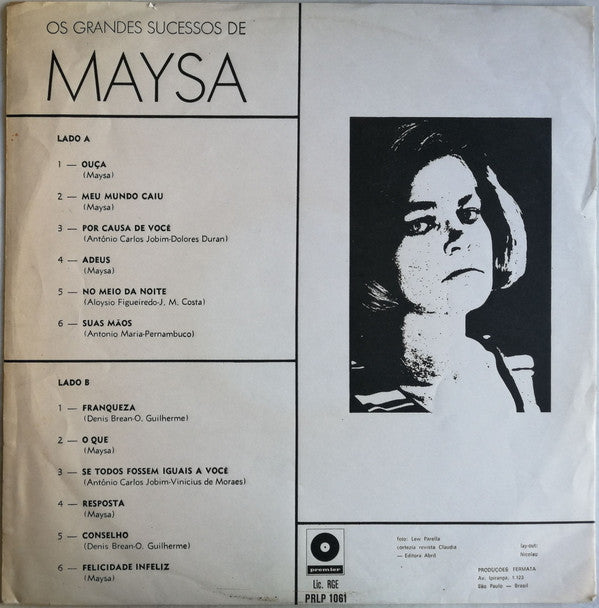 OS GRANDES SUCESSOS DE
MAYSA
LADO A
1 — OUÇA
(Maysa)
2 — MEU MUNDO CAIU
(Maysa)
3 — POR CAUSA DE VOCÊ
(Antônio Carlos Jobim-Dolores Duran)
4 — ADEUS
(Maysa)
5 — NO MEIO DA NOITE
(Aloysio Figueiredo-J. M. Costa)
6 — SUAS MÃOS
(Antonio Maria-Pernambuco)
LADO B
1 — FRANQUEZA
(Denis Brean-O. Guilherme)
2 — O QUE
(Maysa)
3 — SE TODOS FOSSEM IGUAIS A VOCÊ
(Antônio Carlos Jobim-Vinicius de Moraes)
4 — RESPOSTA
(Maysa)
5 — CONSELHO
(Denis Brean-O. Guilherme)
6 — FELICIDADE INFELIZ
(Maysa)
premier
Lic. RGE
PRLP 1061
foto: Lew Parella
cortezia revista Claudia
— Editora Abril
lay-out:
Nicolau
PRODUÇÕES FERMATA
Av. Ipiranga, 1.123
São Paulo — Brasil